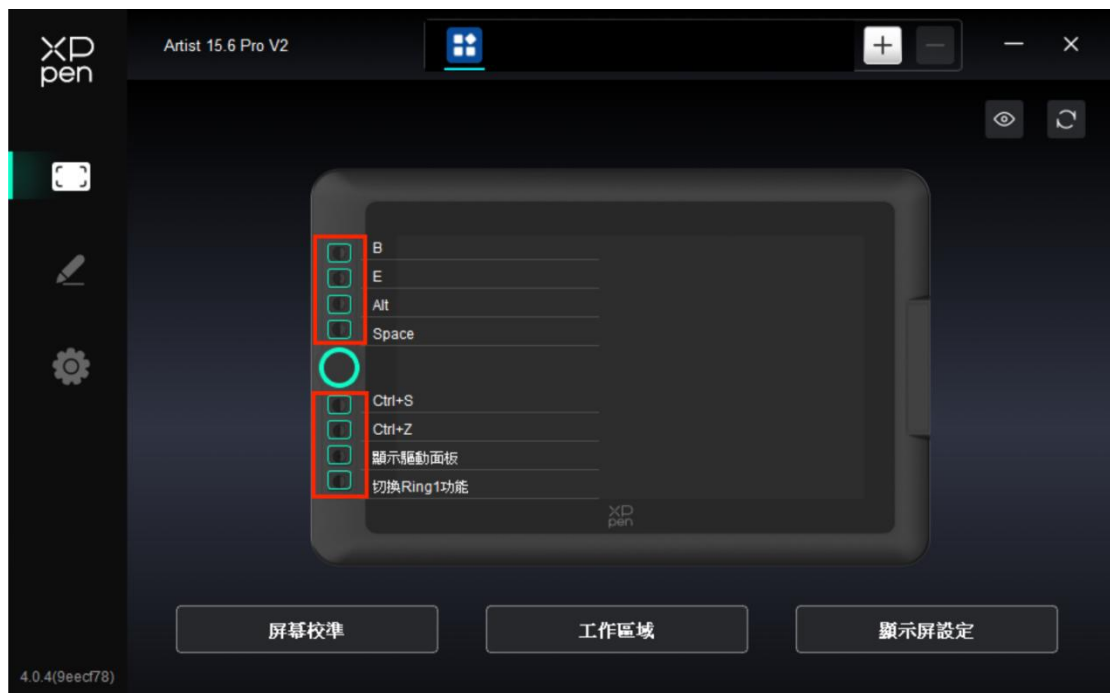 XP
pen
Artist 15.6 Pro V2
B
E
Alt
Space
Ctrl+S
Ctrl+Z
顯示驅動面板
切換Ring1功能
XP
pen
屏幕校準
工作區域
顯示屏設定
4.0.4(9eecf78)